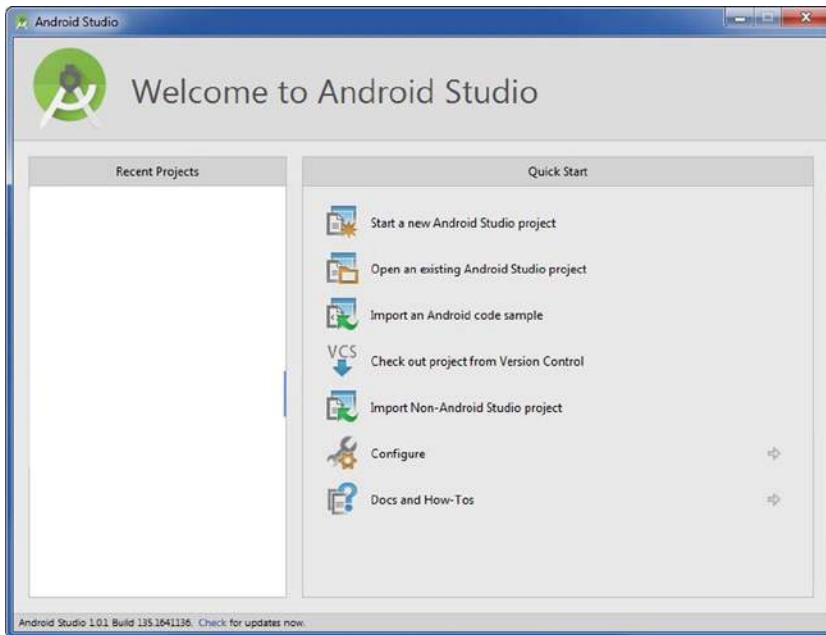 Android Studio
Welcome to Android Studio
Recent Projects
Quick Start
Start a new Android Studio project
Open an existing Android Studio project
Import an Android code sample
VCS
Check out project from Version Control
Import Non-Android Studio project
Configure
Docs and How-Tos
Android Studio 1.0.1 Build 135.1641136. Check for updates now.